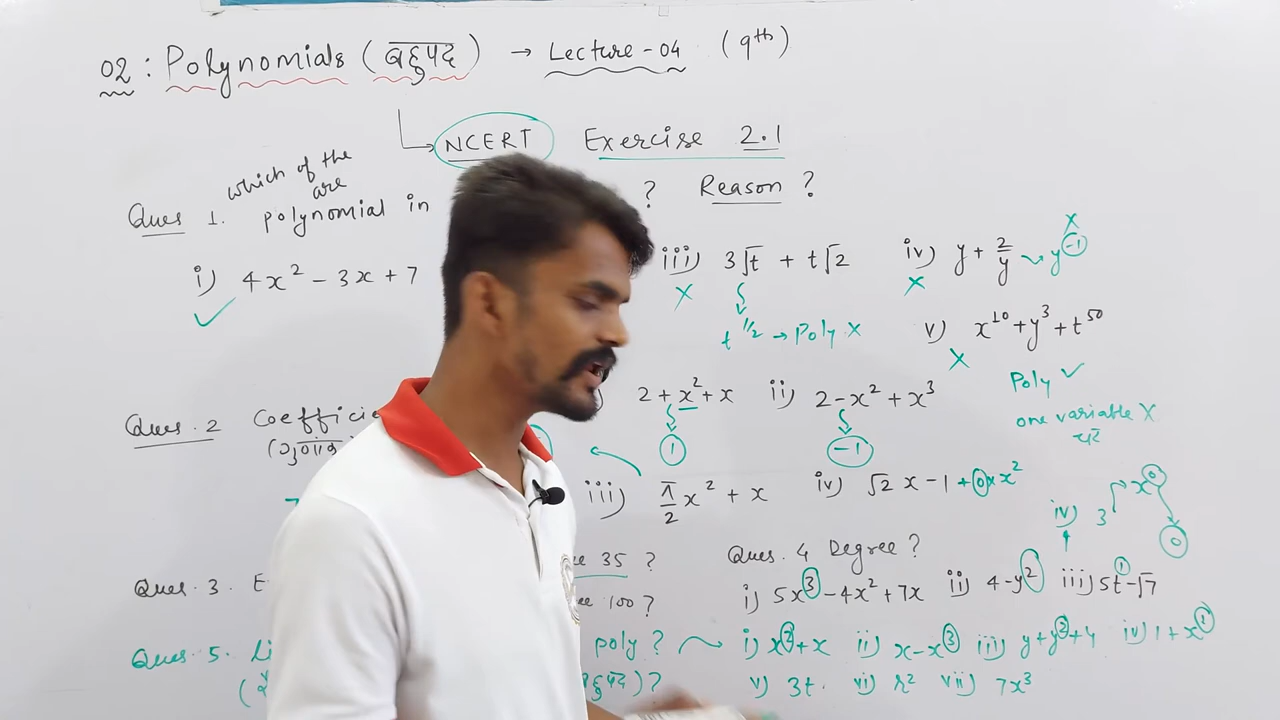 02 : Polynomials (बहुपद) → Lecture-04 (9th)
NCERT Exercise 2.1
Ques 1. which of the are polynomial in ? Reason ?
i) 4x² - 3x + 7 iii) 3√t + t√2 iv) y + 2/y → y⁻¹ X
✓ X X
t^1/2 → Poly X v) x¹⁰ + y³ + t⁵⁰
X
Poly ✓
one variable X
Ques. 2 2 + x² + x ii) 2 - x² + x³
1 -1
iii) π/2 x² + x iv) √2 x - 1 + 0×x²
iv) 3 x⁰
0
Ques. 3. 35 ? Ques. 4 Degree ?
100 ? i) 5x³ - 4x² + 7x ii) 4 - y² iii) 5t¹ - √7
Ques. 5. poly ? i) x² + x ii) x - x³ iii) y + y² + 4 iv) 1 + x¹
? v) 3t vi) r² vii) 7x³